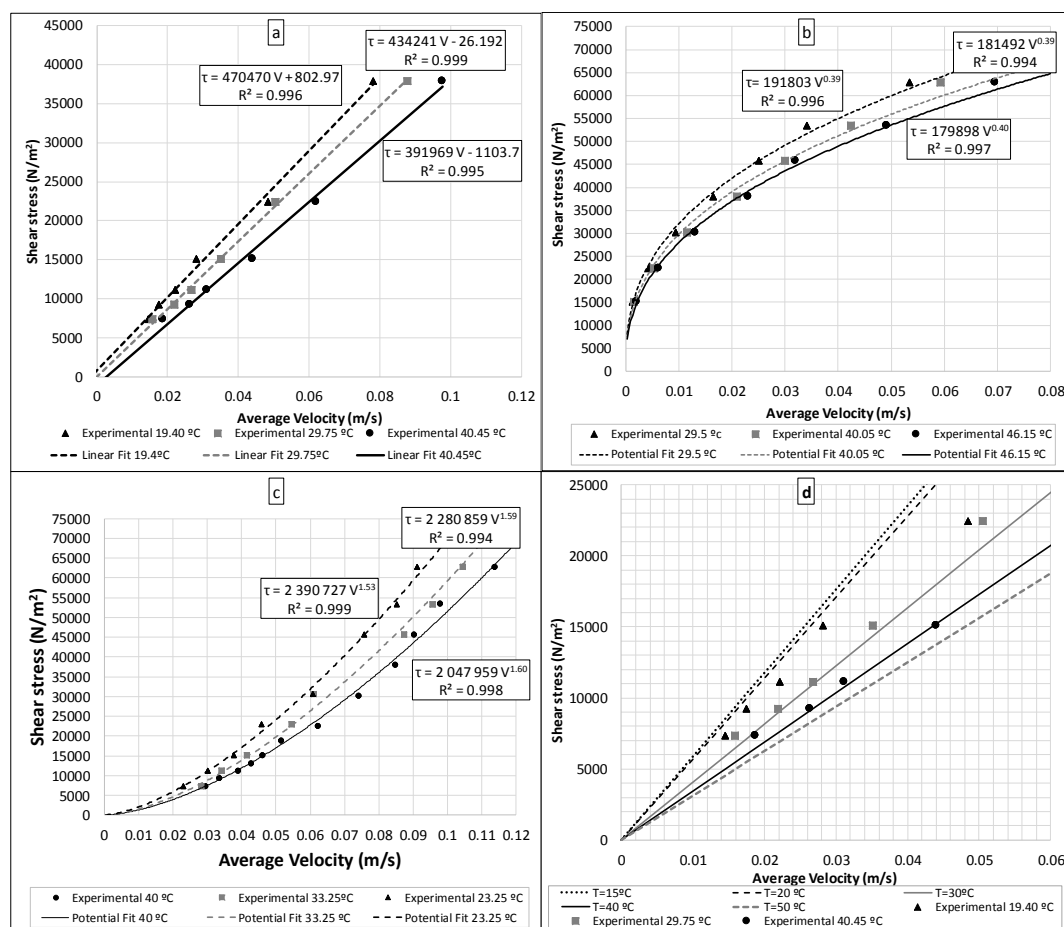 a
45000
40000
35000
30000
25000
20000
15000
10000
5000
0
Shear stress (N/m²)
τ = 434241 V - 26.192
R² = 0.999
τ = 470470 V + 802.97
R² = 0.996
τ = 391969 V - 1103.7
R² = 0.995
0 0.02 0.04 0.06 0.08 0.1 0.12
Average Velocity (m/s)
Experimental 19.40 ºC Experimental 29.75 ºC Experimental 40.45 ºC
Linear Fit 19.4ºC Linear Fit 29.75ºC Linear Fit 40.45ºC
b
75000
70000
65000
60000
55000
50000
45000
40000
35000
30000
25000
20000
15000
10000
5000
0
Shear stress (N/m²)
τ = 181492 V^0.39
R² = 0.994
τ = 191803 V^0.39
R² = 0.996
τ = 179898 V^0.40
R² = 0.997
0 0.01 0.02 0.03 0.04 0.05 0.06 0.07 0.08
Average Velocity (m/s)
Experimental 29.5 ºc Experimental 40.05 ºC Experimental 46.15 ºC
Potential Fit 29.5 ºC Potential Fit 40.05 ºC Potential Fit 46.15 ºC
c
75000
70000
65000
60000
55000
50000
45000
40000
35000
30000
25000
20000
15000
10000
5000
0
Shear stress (N/m²)
τ = 2 280 859 V^1.59
R² = 0.994
τ = 2 390 727 V^1.53
R² = 0.999
τ = 2 047 959 V^1.60
R² = 0.998
0 0.01 0.02 0.03 0.04 0.05 0.06 0.07 0.08 0.09 0.1 0.11 0.12
Average Velocity (m/s)
Experimental 40 ºC Experimental 33.25 ºC Experimental 23.25 ºC
Potential Fit 40 ºC Potential Fit 33.25 ºC Potential Fit 23.25 ºC
d
25000
20000
15000
10000
5000
0
Shear stress (N/m²)
0 0.01 0.02 0.03 0.04 0.05 0.06
Average Velocity (m/s)
T=15ºC T=20 ºC T=30ºC
T=40 ºC T=50 ºC Experimental 19.40 ºC
Experimental 29.75 ºC Experimental 40.45 ºC